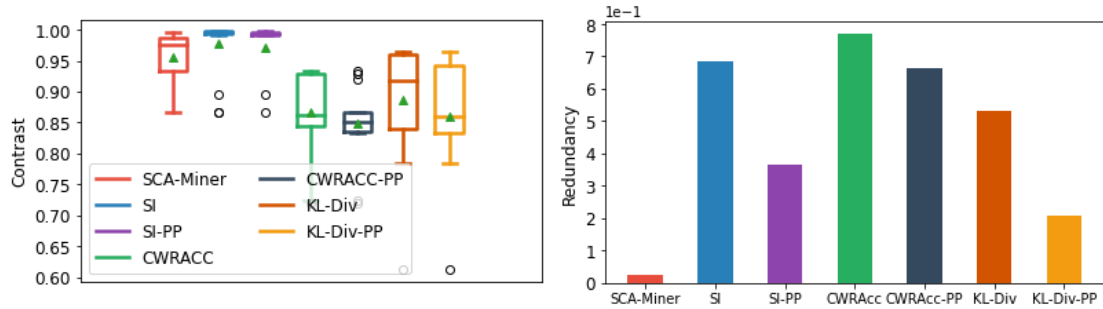 Contrast
1.00
0.95
0.90
0.85
0.80
0.75
0.70
0.65
0.60
SCA-Miner
SI
SI-PP
CWRACC
CWRACC-PP
KL-Div
KL-Div-PP
8 1e−1
7
6
5
4
3
2
1
0
Redundancy
SCA-Miner SI SI-PP CWRAcc CWRAcc-PP KL-Div KL-Div-PP